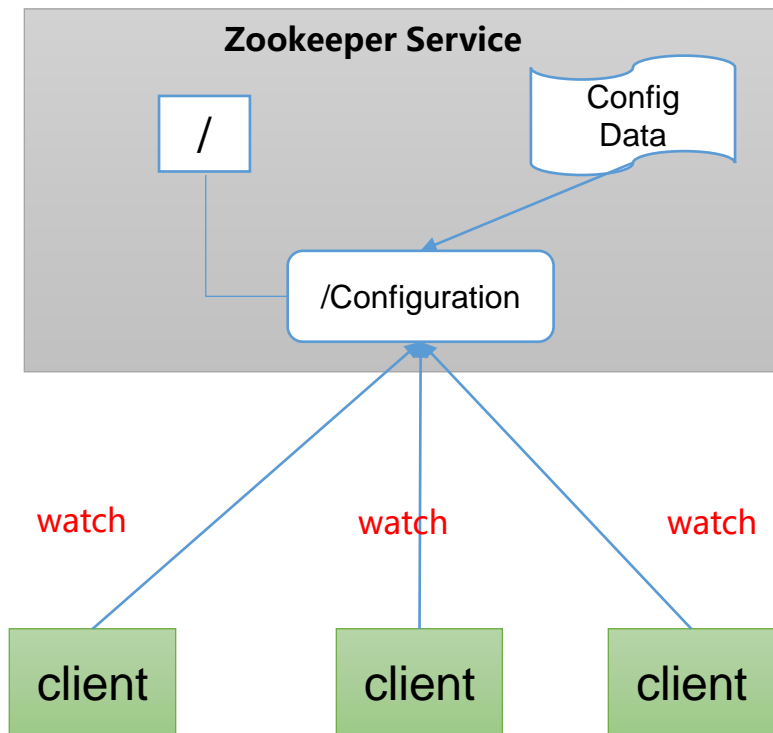 Zookeeper Service
/
Config
Data
/Configuration
watch
watch
watch
client
client
client